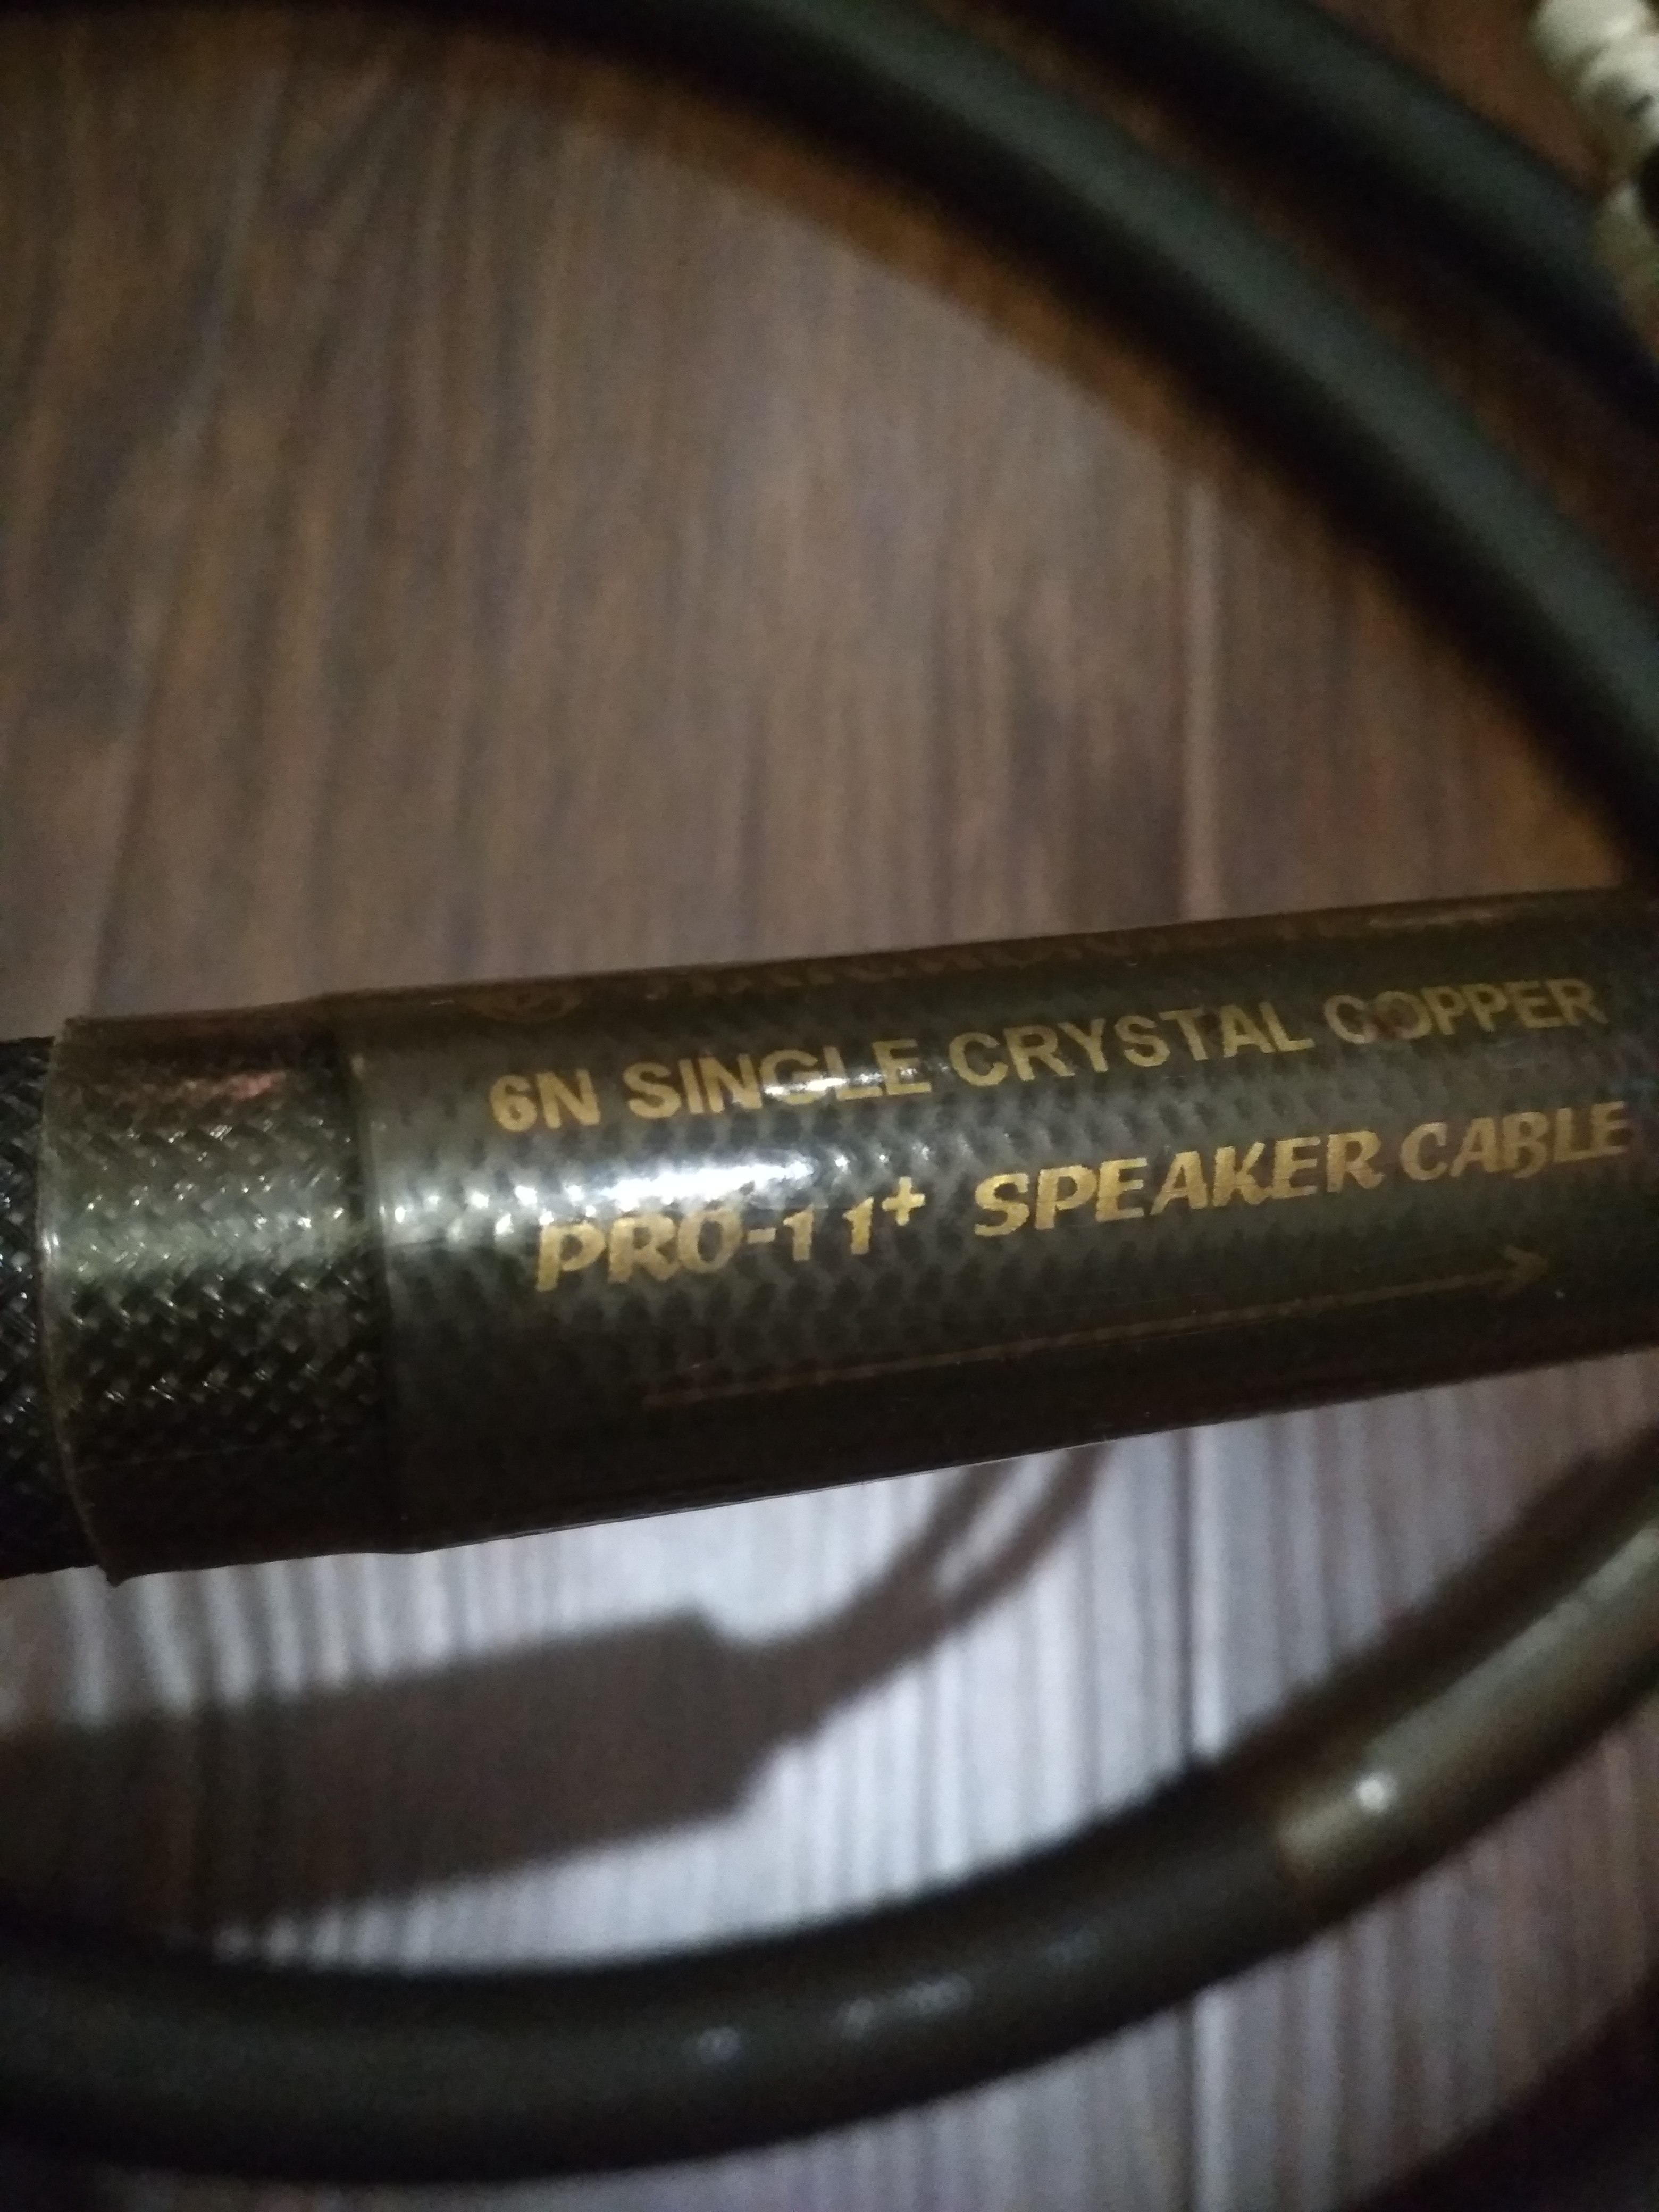 6N SINGLE CRYSTAL COPPER
PRO-11+ SPEAKER CABLE